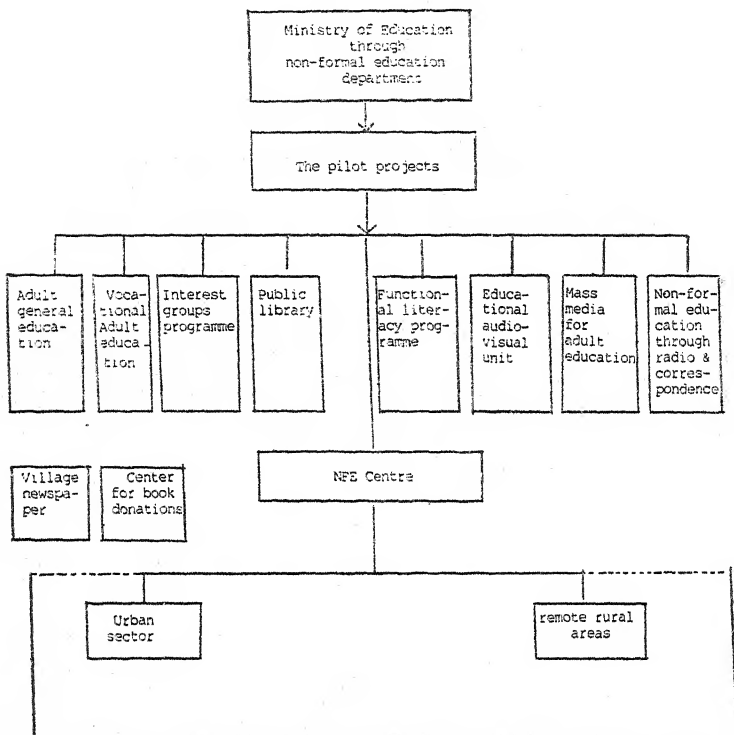 Ministry of Education
through
non-formal education
department
The pilot projects
Adult
general
educa-
tion
Voca-
tional
Adult
educa-
tion
Interest
groups
programme
Public
library
Function-
al liter-
acy prog-
ramme
Educa-
tional
audio-
visual
unit
Mass
media
for
adult
education
Non-for-
mal edu-
cation
through
radio &
corres-
pondence
Village
newspa-
per
Center
for book
donations
NFE Centre
Urban
sector
remote rural
areas